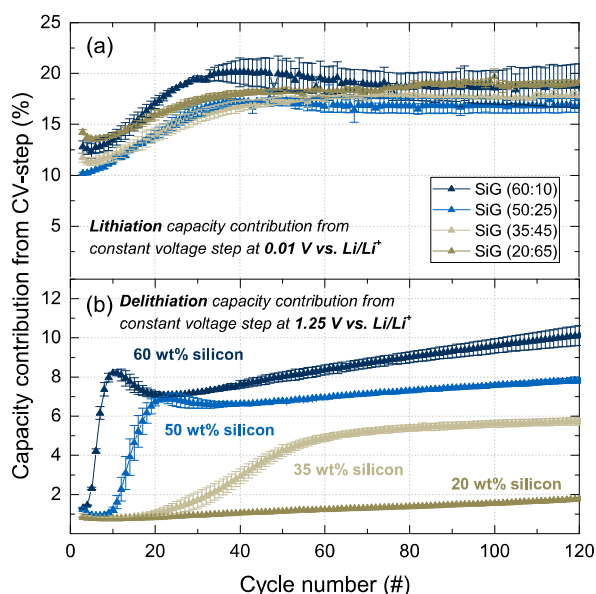 Capacity contribution from CV-step (%)
25
20
15
10
5
(a)
Lithiation capacity contribution from
constant voltage step at 0.01 V vs. Li/Li⁺
SiG (60:10)
SiG (50:25)
SiG (35:45)
SiG (20:65)
12
10
8
6
4
2
(b)
Delithiation capacity contribution from
constant voltage step at 1.25 V vs. Li/Li⁺
60 wt% silicon
50 wt% silicon
35 wt% silicon
20 wt% silicon
0 20 40 60 80 100 120
Cycle number (#)